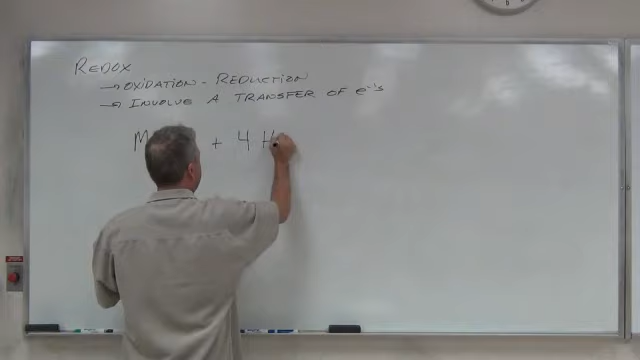 REDOX
→ OXIDATION - REDUCTION
→ INVOLVE A TRANSFER OF e⁻'s
M + 4 H